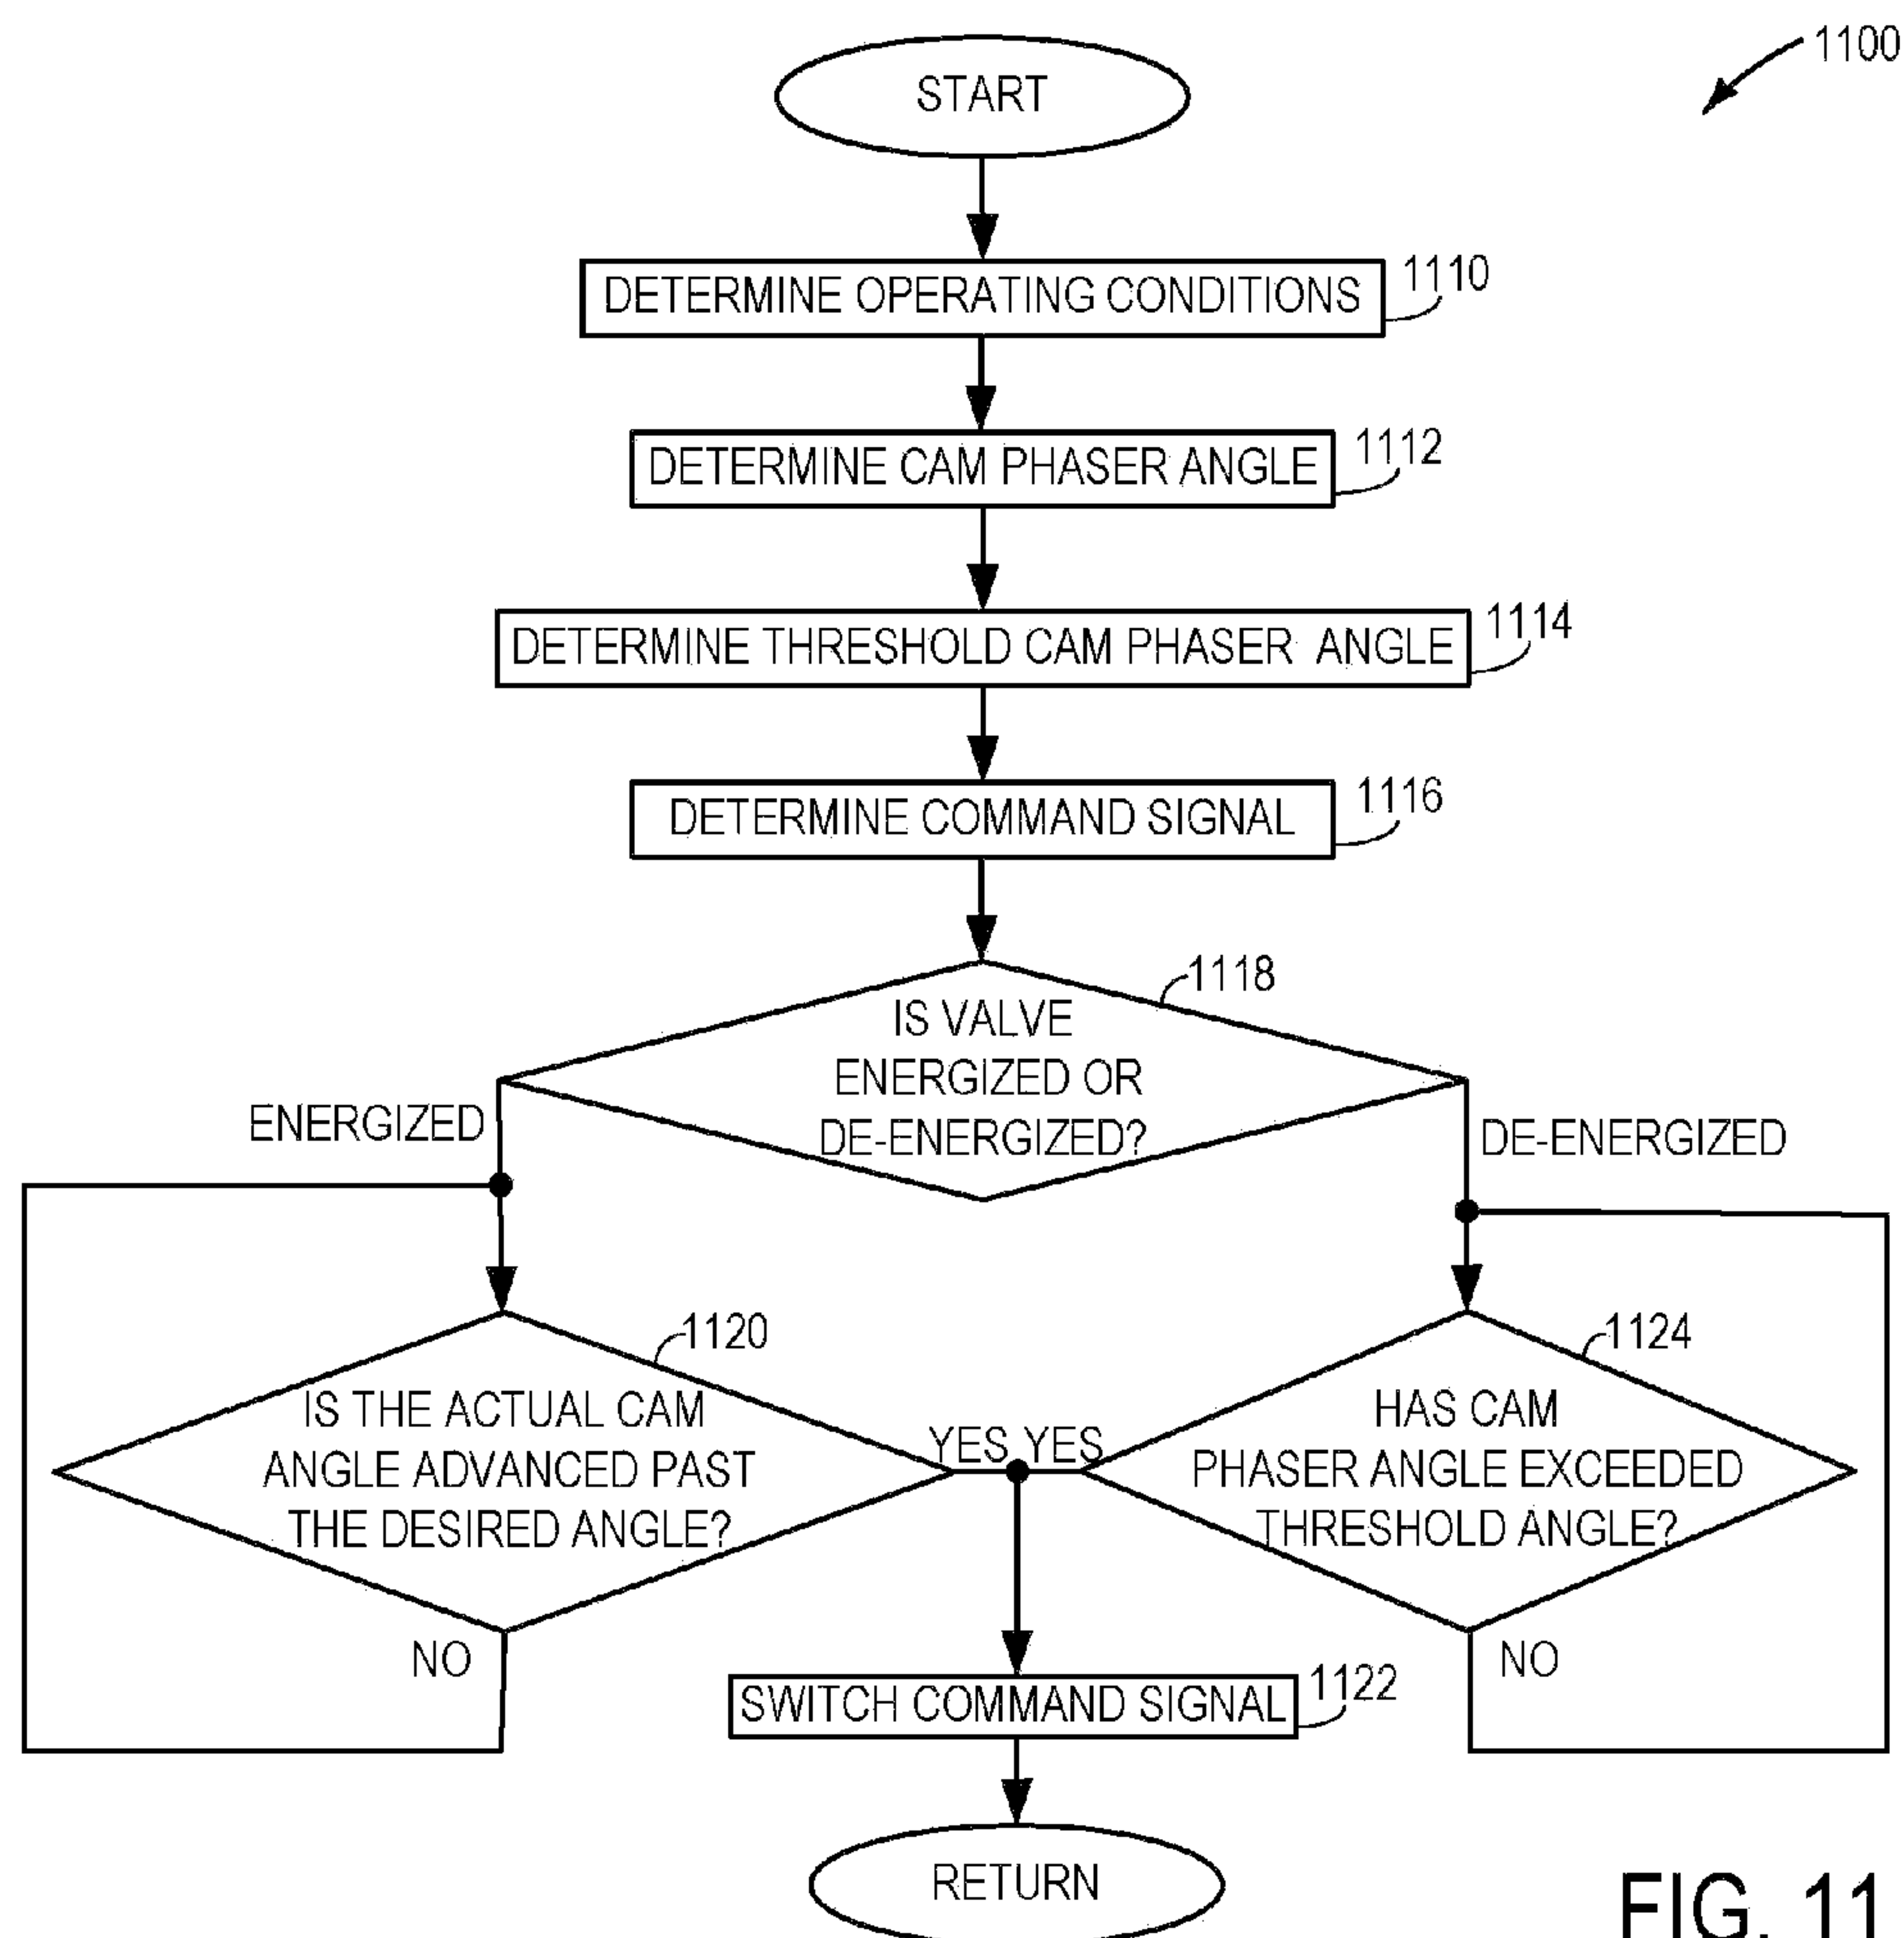 1100
START
DETERMINE OPERATING CONDITIONS
1110
DETERMINE CAM PHASER ANGLE
1112
DETERMINE THRESHOLD CAM PHASER ANGLE
1114
DETERMINE COMMAND SIGNAL
1116
1118
IS VALVE
ENERGIZED OR
DE-ENERGIZED?
ENERGIZED
DE-ENERGIZED
1120
IS THE ACTUAL CAM
ANGLE ADVANCED PAST
THE DESIRED ANGLE?
YES
YES
1124
HAS CAM
PHASER ANGLE EXCEEDED
THRESHOLD ANGLE?
NO
NO
SWITCH COMMAND SIGNAL
1122
RETURN
FIG. 11